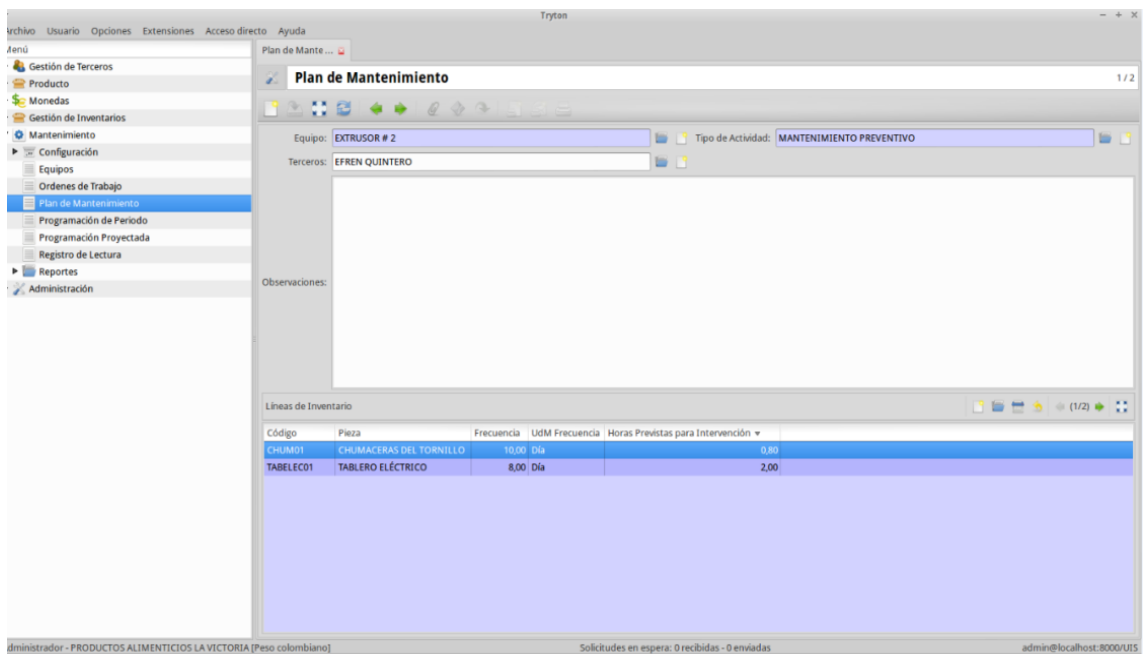 Tryton
Archivo Usuario Opciones Extensiones Acceso directo Ayuda
Menú
Gestión de Terceros
Producto
Monedas
Gestión de Inventarios
Mantenimiento
Configuración
Equipos
Ordenes de Trabajo
Plan de Mantenimiento
Programación de Periodo
Programación Proyectada
Registro de Lectura
Reportes
Administración
Plan de Mante ...
Plan de Mantenimiento 1 / 2
Equipo: EXTRUSOR # 2 Tipo de Actividad: MANTENIMIENTO PREVENTIVO
Terceros: EFREN QUINTERO
Observaciones:
Líneas de Inventario (1/2)
Código Pieza Frecuencia UdM Frecuencia Horas Previstas para Intervención
CHUM01 CHUMACERAS DEL TORNILLO 10,00 Día 0,80
TABELEC01 TABLERO ELÉCTRICO 8,00 Día 2,00
dministrador - PRODUCTOS ALIMENTICIOS LA VICTORIA [Peso colombiano] Solicitudes en espera: 0 recibidas - 0 enviadas admin@localhost:8000/UIS